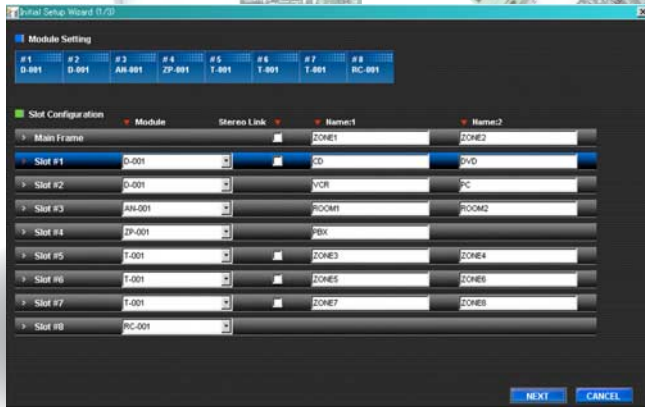 Initial Setup Wizard (1/3)
Module Setting
#1 #2 #3 #4 #5 #6 #7 #8
D-001 D-001 AN-001 ZP-001 T-001 T-001 T-001 RC-001
Slot Configuration
Module Stereo Link Name:1 Name:2
Main Frame ZONE1 ZONE2
Slot #1 D-001 CD DVD
Slot #2 D-001 VCR PC
Slot #3 AN-001 ROOM1 ROOM2
Slot #4 ZP-001 PBX
Slot #5 T-001 ZONE3 ZONE4
Slot #6 T-001 ZONE5 ZONE6
Slot #7 T-001 ZONE7 ZONE8
Slot #8 RC-001
NEXT CANCEL